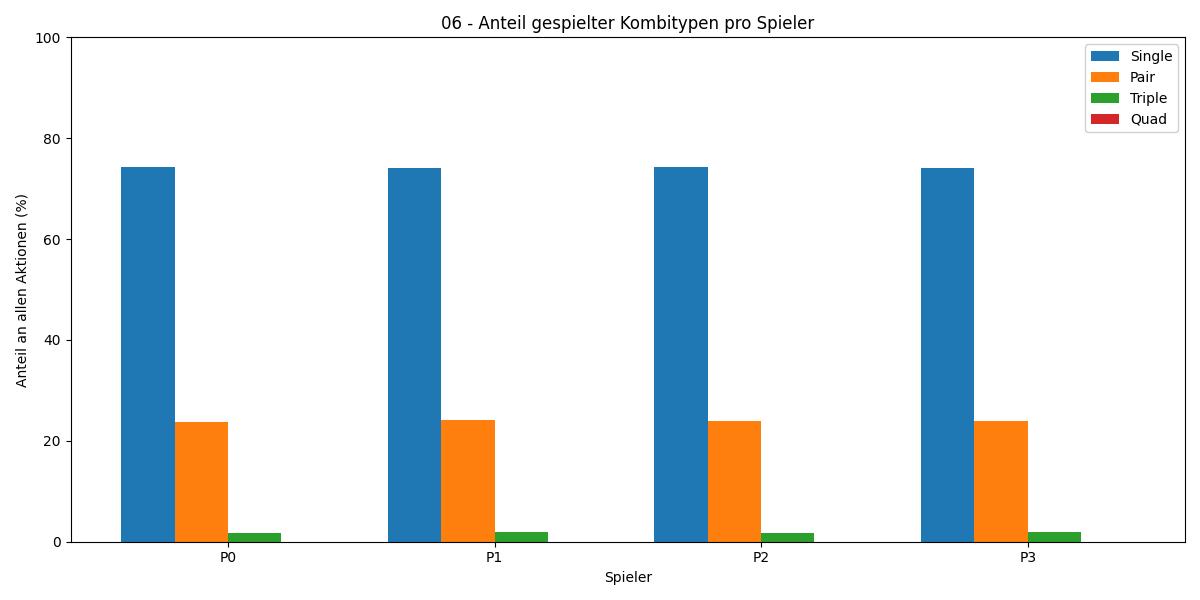 06 - Anteil gespielter Kombitypen pro Spieler
100
80
60
40
20
0
Anteil an allen Aktionen (%)
Single
Pair
Triple
Quad
P0 P1 P2 P3
Spieler